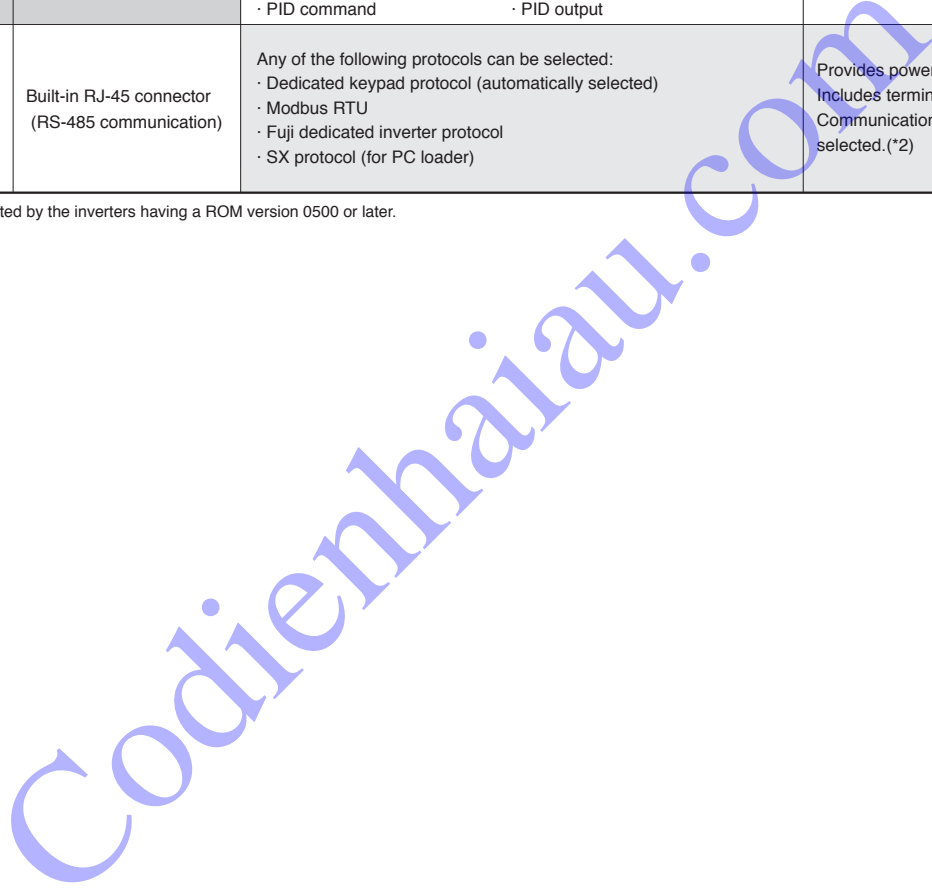 · PID command · PID output
Built-in RJ-45 connector
(RS-485 communication)
Any of the following protocols can be selected:
· Dedicated keypad protocol (automatically selected)
· Modbus RTU
· Fuji dedicated inverter protocol
· SX protocol (for PC loader)
Provides power
Includes termin
Communication
selected.(*2)
ted by the inverters having a ROM version 0500 or later.
Codienhaiau.com